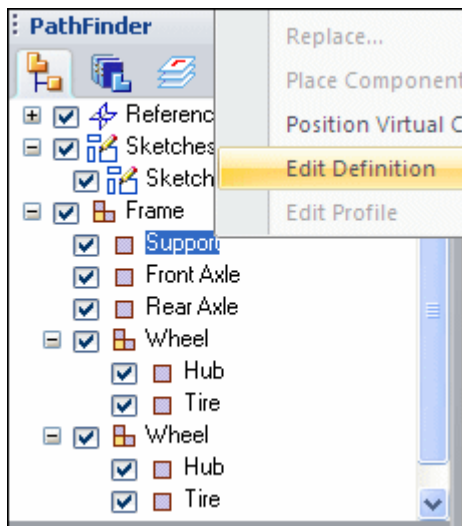 PathFinder
Replace...
Place Component
Position Virtual C
Edit Definition
Edit Profile
Referenc
Sketches
Sketch
Frame
Support
Front Axle
Rear Axle
Wheel
Hub
Tire
Wheel
Hub
Tire